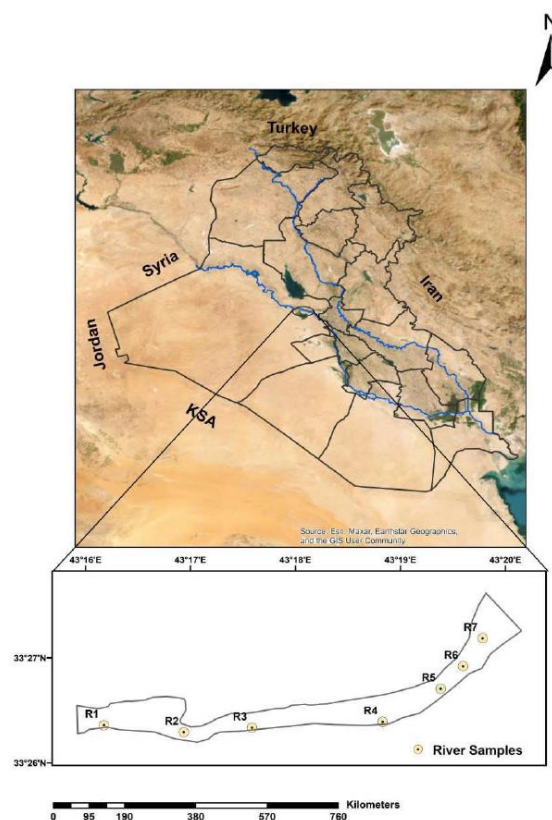 N
Turkey
Syria
Iran
Jordan
KSA
Source: Esri, Maxar, Earthstar Geographics,
and the GIS User Community
43°16'E 43°17'E 43°18'E 43°19'E 43°20'E
33°27'N
33°26'N
R7
R6
R5
R4
R3
R2
R1
River Samples
Kilometers
0 95 190 380 570 760